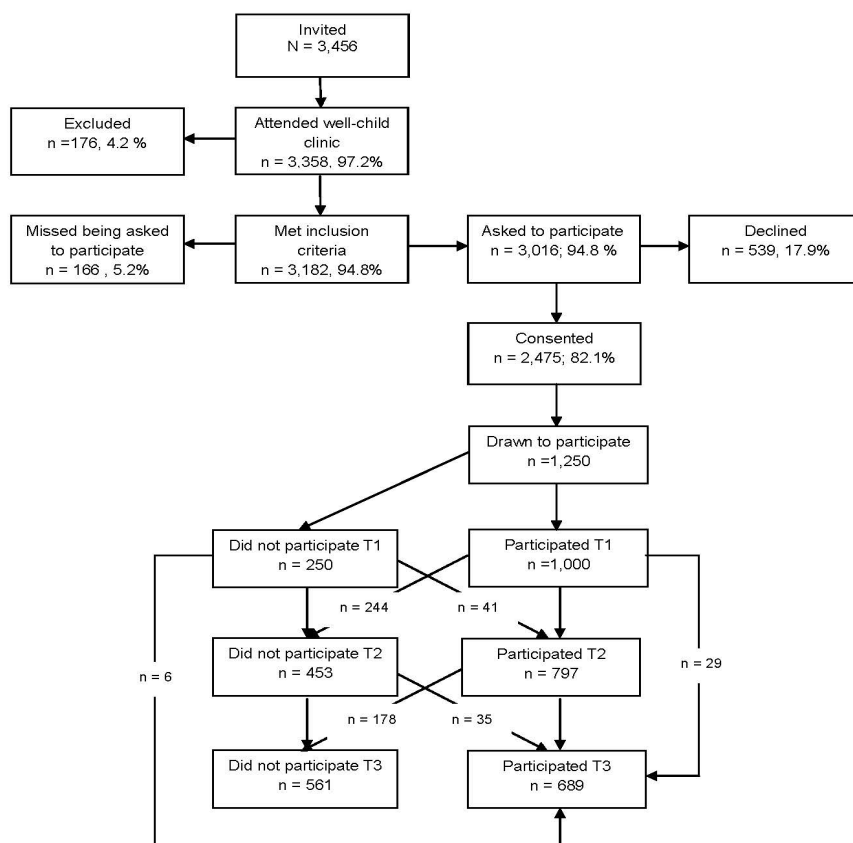 Invited
N = 3,456
Excluded
n =176, 4.2 %
Attended well-child
clinic
n = 3,358, 97.2%
Missed being asked
to participate
n = 166 , 5.2%
Met inclusion
criteria
n = 3,182, 94.8%
Asked to participate
n = 3,016; 94.8 %
Declined
n = 539, 17.9%
Consented
n = 2,475; 82.1%
Drawn to participate
n =1,250
Did not participate T1
n = 250
Participated T1
n =1,000
n = 244
n = 41
Did not participate T2
n = 453
Participated T2
n = 797
n = 6
n = 29
n = 178
n = 35
Did not participate T3
n = 561
Participated T3
n = 689